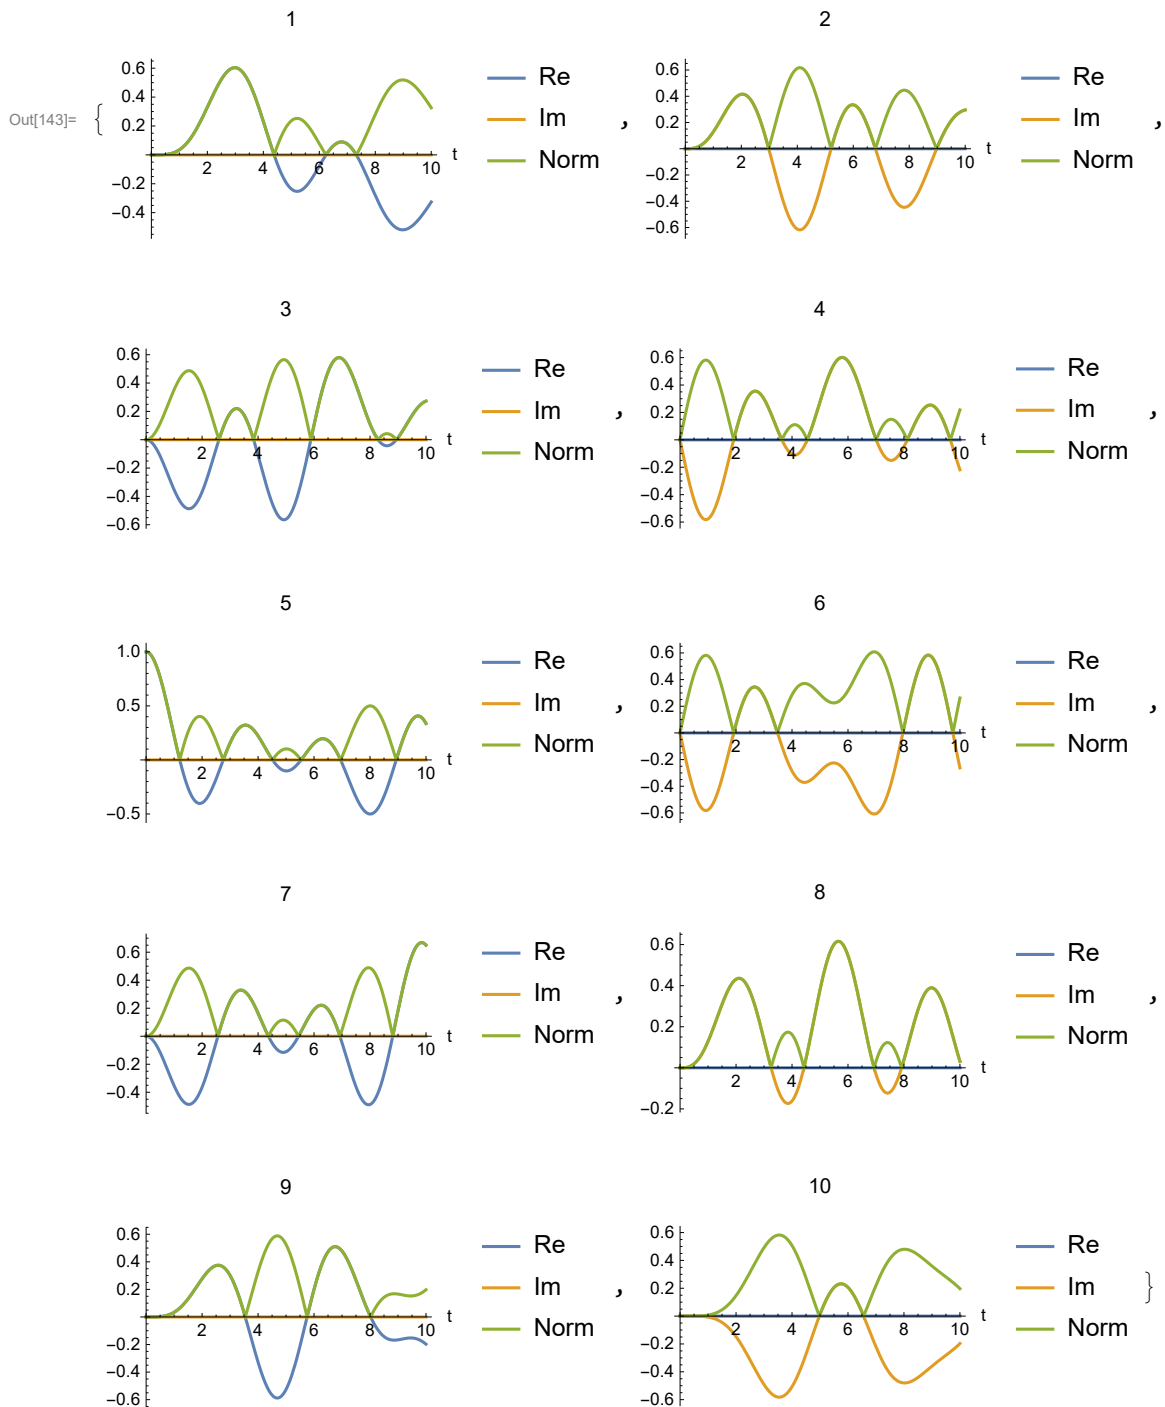 1 2
0.6 0.6
Re Re
0.4 0.4
Out[143]= { Im , Im ,
0.2 0.2
t t
Norm Norm
2 4 6 8 10 2 4 6 8 10
-0.2 -0.2
-0.4 -0.4
-0.6
3 4
0.6 0.6
Re Re
0.4 0.4
Im , Im ,
0.2 0.2
t t
Norm Norm
2 4 6 8 10 2 4 6 8 10
-0.2 -0.2
-0.4 -0.4
-0.6 -0.6
5 6
1.0 0.6
Re Re
0.4
0.5 Im , Im ,
0.2
t t
Norm Norm
2 4 6 8 10 2 4 6 8 10
-0.2
-0.4
-0.5 -0.6
7 8
0.6 0.6
Re Re
0.4 0.4
Im , Im ,
0.2 0.2
t t
Norm Norm
2 4 6 8 10 2 4 6 8 10
-0.2
-0.4 -0.2
9 10
0.6 0.6
Re Re
0.4 0.4
Im , Im }
0.2 0.2
t t
Norm Norm
2 4 6 8 10 2 4 6 8 10
-0.2 -0.2
-0.4 -0.4
-0.6 -0.6